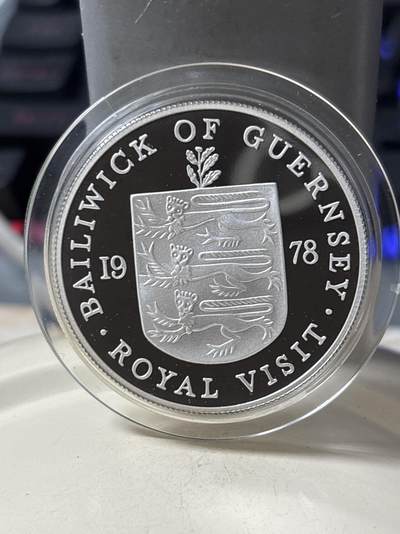 · BAILIWICK OF GUERNSEY ·
19 78
ROYAL VISIT